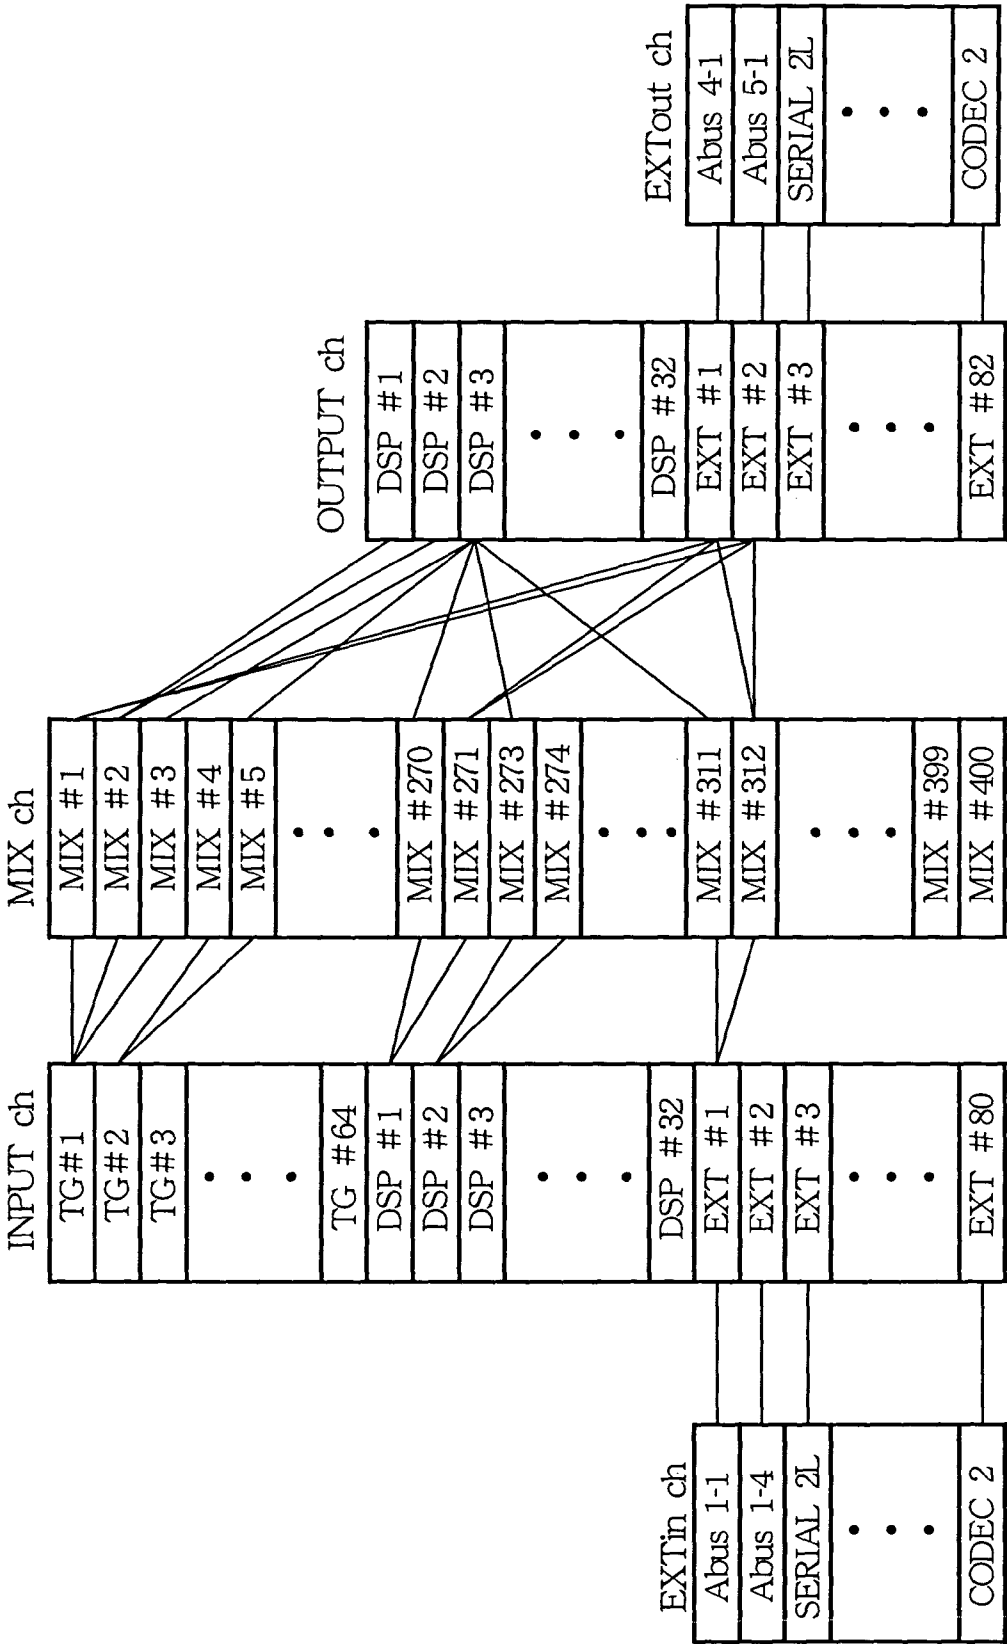 EXTin ch
Abus 1-1
Abus 1-4
SERIAL 2L
CODEC 2
INPUT ch
TG#1
TG#2
TG#3
TG #64
DSP #1
DSP #2
DSP #3
DSP #32
EXT #1
EXT #2
EXT #3
EXT #80
MIX ch
MIX #1
MIX #2
MIX #3
MIX #4
MIX #5
MIX #270
MIX #271
MIX #273
MIX #274
MIX #311
MIX #312
MIX #399
MIX #400
OUTPUT ch
DSP #1
DSP #2
DSP #3
DSP #32
EXT #1
EXT #2
EXT #3
EXT #82
EXTout ch
Abus 4-1
Abus 5-1
SERIAL 2L
CODEC 2